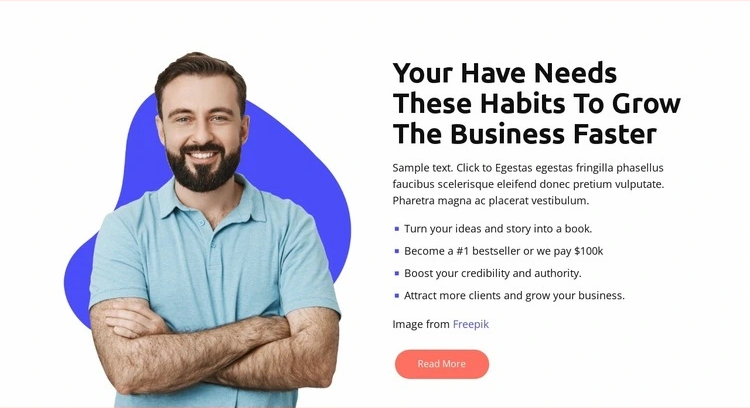 Your Have Needs
These Habits To Grow
The Business Faster
Sample text. Click to Egestas egestas fringilla phasellus
faucibus scelerisque eleifend donec pretium vulputate.
Pharetra magna ac placerat vestibulum.
Turn your ideas and story into a book.
Become a #1 bestseller or we pay $100k
Boost your credibility and authority.
Attract more clients and grow your business.
Image from Freepik
Read More